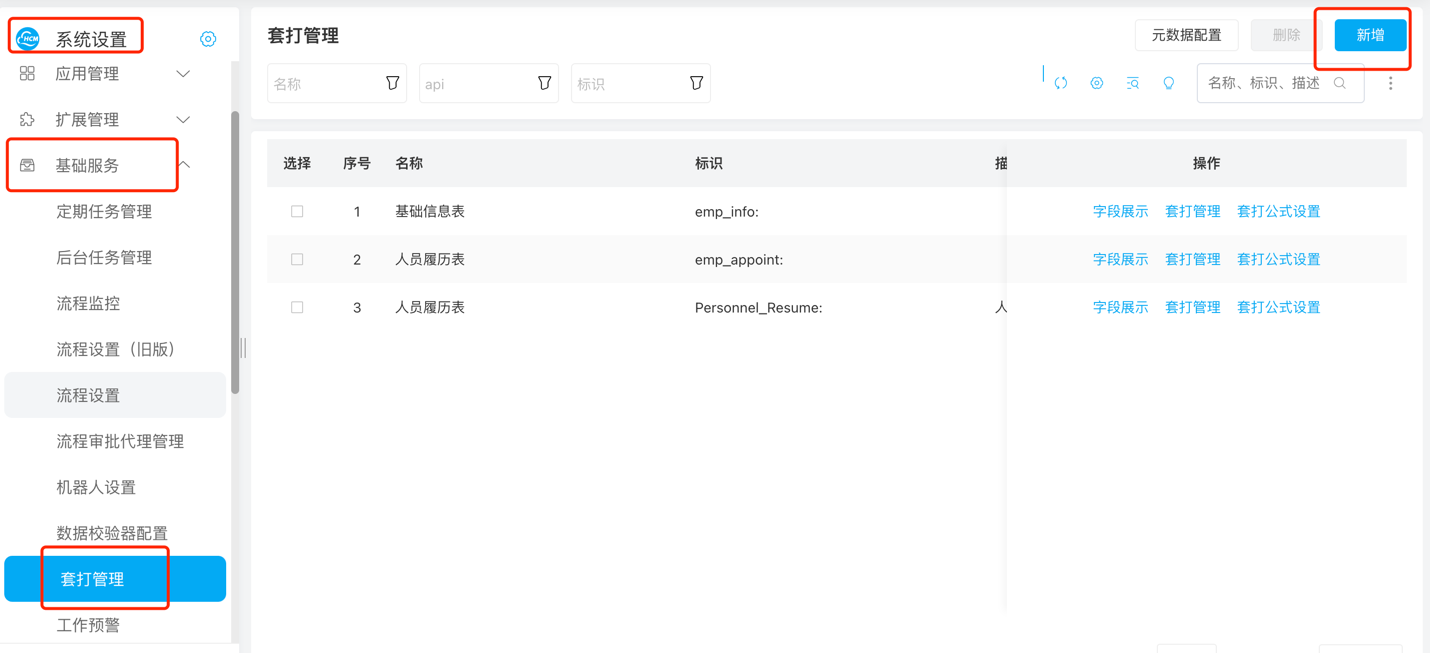 HCM 系统设置
应用管理
扩展管理
基础服务
定期任务管理
后台任务管理
流程监控
流程设置（旧版）
流程设置
流程审批代理管理
机器人设置
数据校验器配置
套打管理
工作预警
套打管理
元数据配置 删除 新增
名称 api 标识 名称、标识、描述
选择 序号 名称 标识 描 操作
1 基础信息表 emp_info: 字段展示 套打管理 套打公式设置
2 人员履历表 emp_appoint: 字段展示 套打管理 套打公式设置
3 人员履历表 Personnel_Resume: 人 字段展示 套打管理 套打公式设置